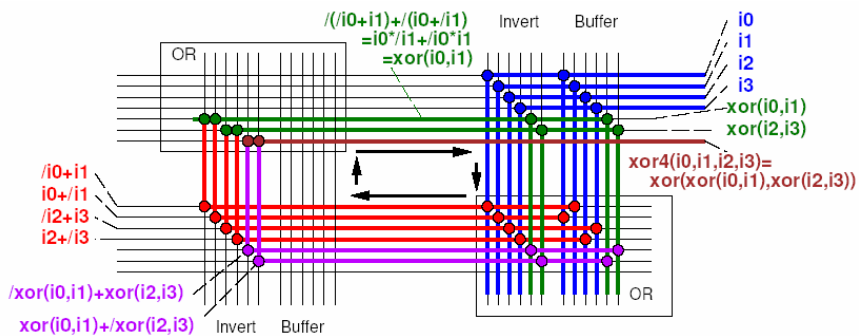 /(/i0+i1)+/(i0+/i1)
=i0*/i1+/i0*i1
=xor(i0,i1)
Invert Buffer
OR
i0
i1
i2
i3
xor(i0,i1)
xor(i2,i3)
xor4(i0,i1,i2,i3)=
xor(xor(i0,i1),xor(i2,i3))
/i0+i1
i0+/i1
/i2+i3
i2+/i3
/xor(i0,i1)+xor(i2,i3)
xor(i0,i1)+/xor(i2,i3)
Invert Buffer
OR